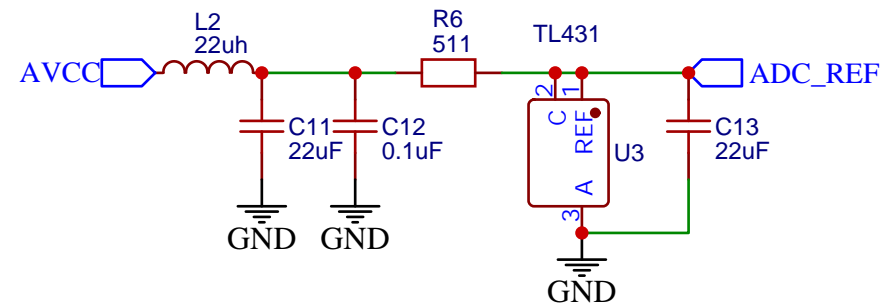 L2
22uh
R6
511
TL431
AVCC
ADC_REF
2
1
C
REF
C11
22uF
C12
0.1uF
U3
C13
22uF
A
3
GND
GND
GND